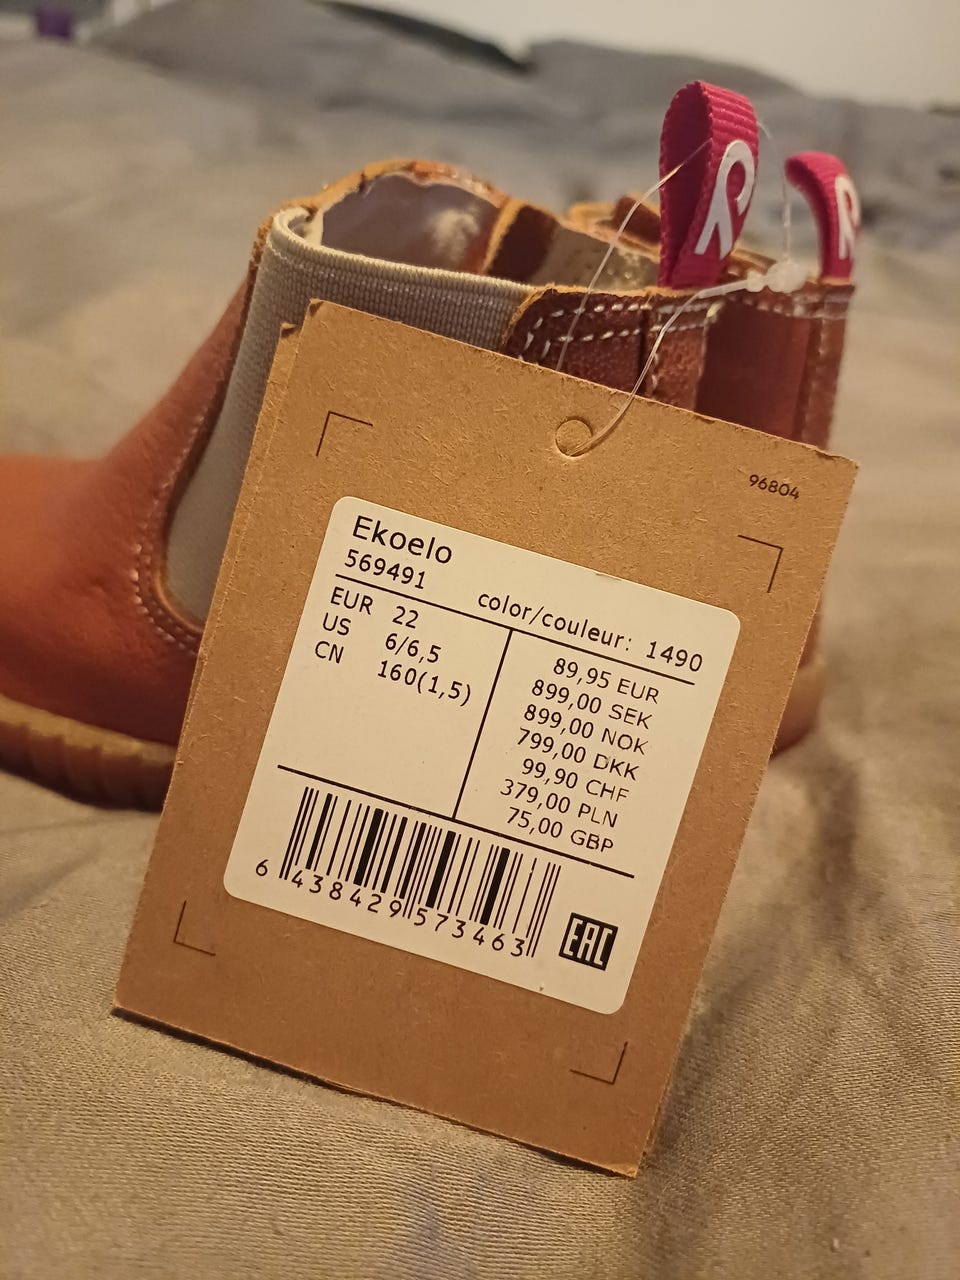 96804
Ekoelo
569491
color/couleur: 1490
EUR 22
US 6/6,5
CN 160(1,5)
89,95 EUR
899,00 SEK
899,00 NOK
799,00 DKK
99,90 CHF
379,00 PLN
75,00 GBP
6 438429 573463
EAC